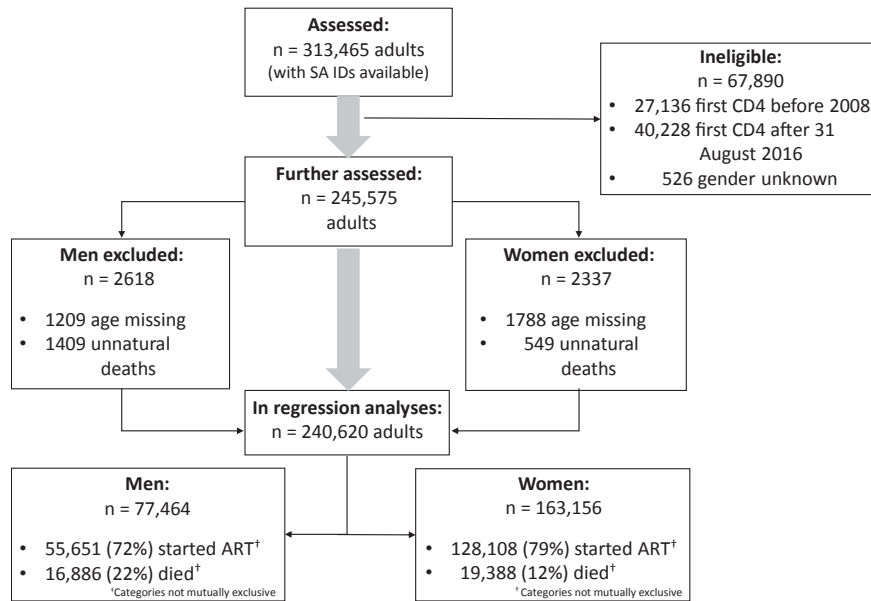 Assessed:
n = 313,465 adults
(with SA IDs available)
Ineligible:
n = 67,890
• 27,136 first CD4 before 2008
• 40,228 first CD4 after 31
August 2016
• 526 gender unknown
Further assessed:
n = 245,575
adults
Men excluded:
n = 2618
• 1209 age missing
• 1409 unnatural
deaths
Women excluded:
n = 2337
• 1788 age missing
• 549 unnatural
deaths
In regression analyses:
n = 240,620 adults
Men:
n = 77,464
• 55,651 (72%) started ART†
• 16,886 (22%) died†
†Categories not mutually exclusive
Women:
n = 163,156
• 128,108 (79%) started ART†
• 19,388 (12%) died†
† Categories not mutually exclusive